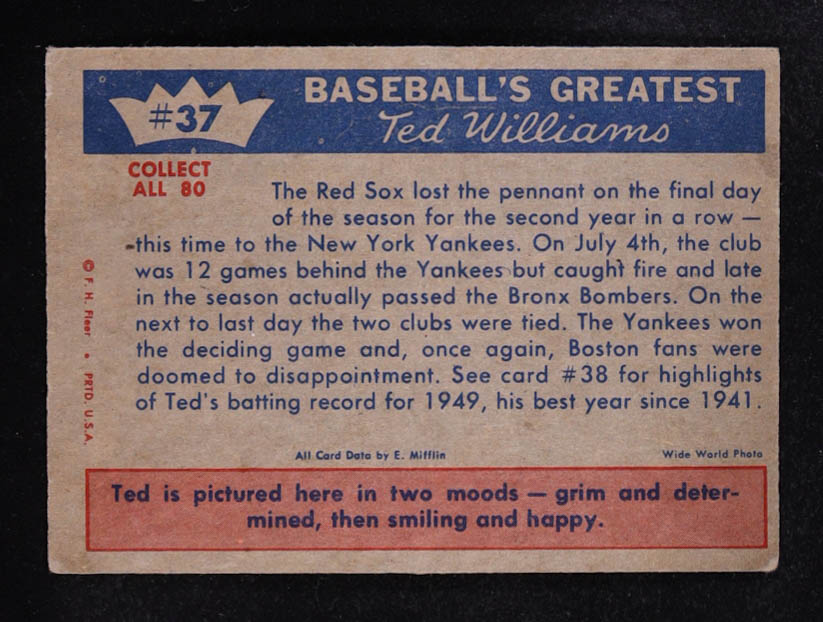 #37
BASEBALL'S GREATEST
Ted Williams
COLLECT
ALL 80
The Red Sox lost the pennant on the final day
of the season for the second year in a row —
this time to the New York Yankees. On July 4th, the club
was 12 games behind the Yankees but caught fire and late
in the season actually passed the Bronx Bombers. On the
next to last day the two clubs were tied. The Yankees won
the deciding game and, once again, Boston fans were
doomed to disappointment. See card #38 for highlights
of Ted's batting record for 1949, his best year since 1941.
© F. H. Fleer • PRTD. U.S.A.
All Card Data by E. Mifflin
Wide World Photo
Ted is pictured here in two moods — grim and deter-
mined, then smiling and happy.